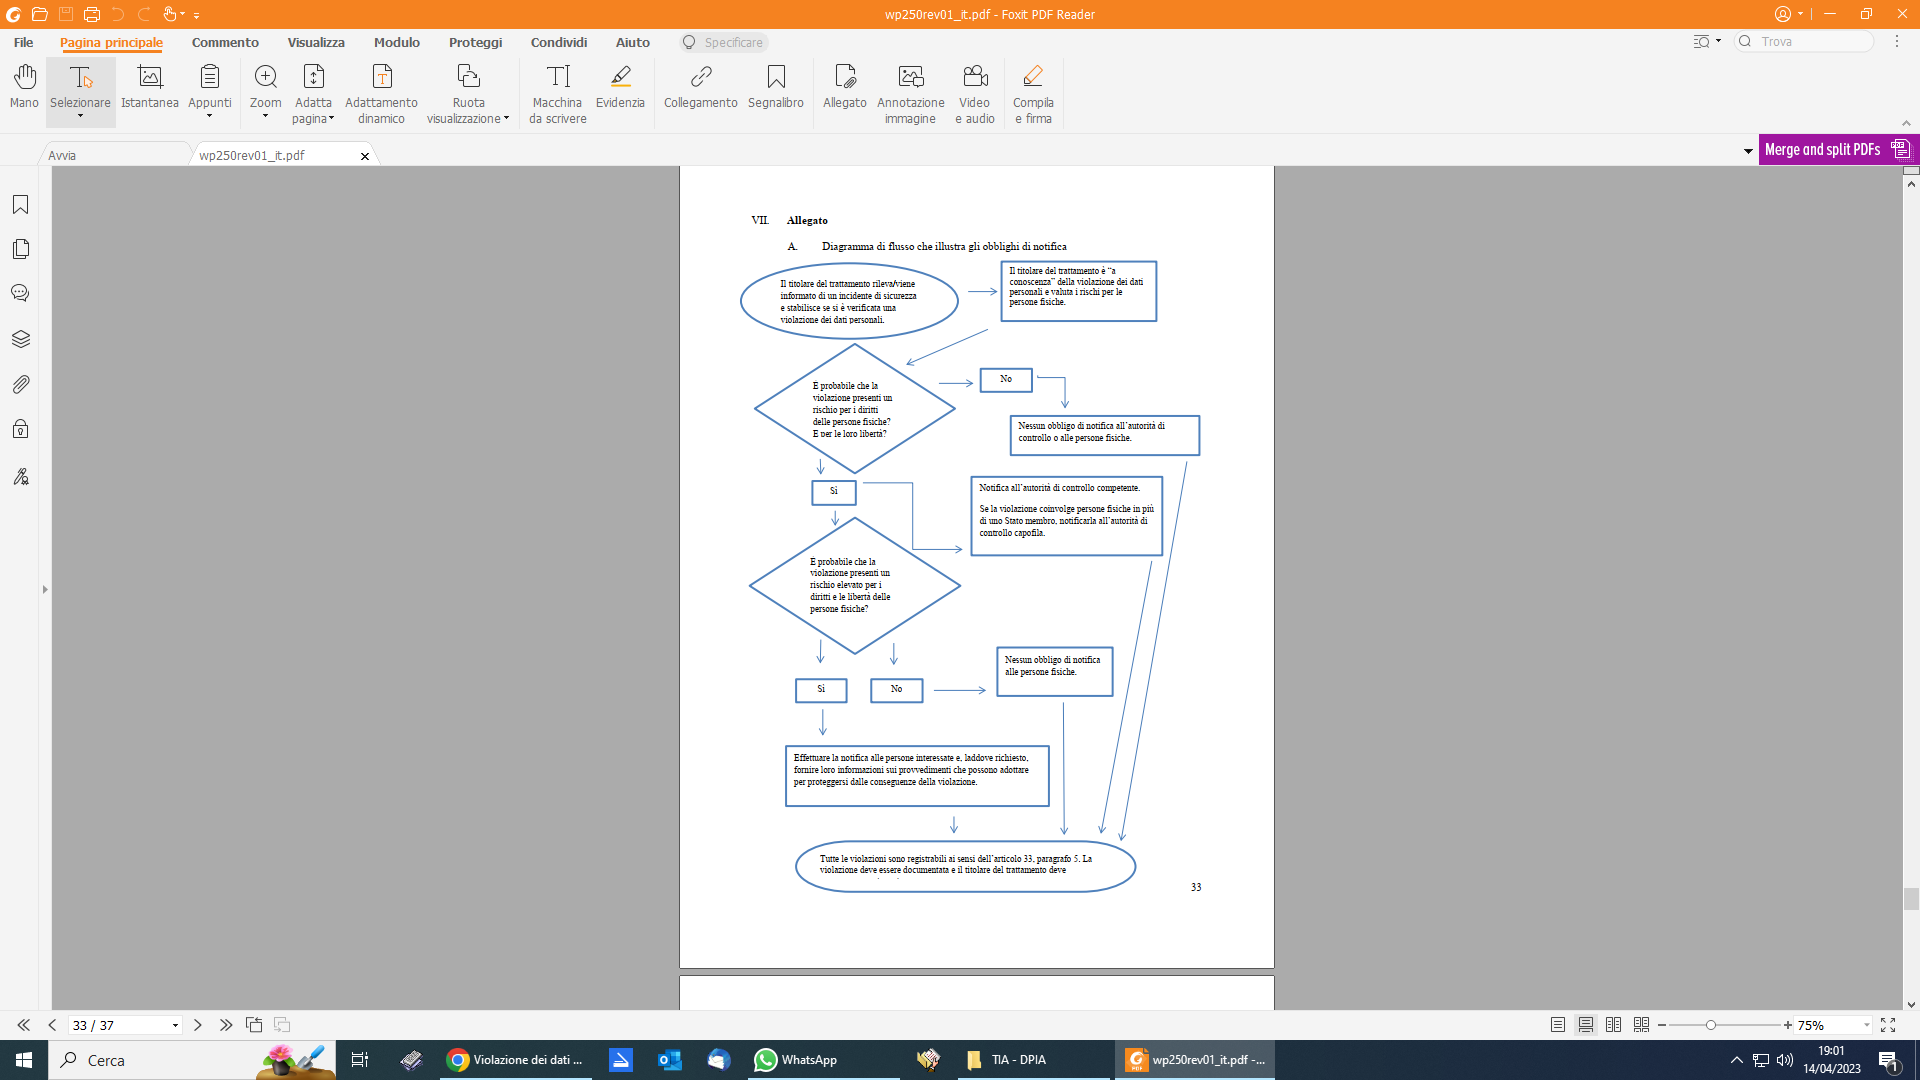 wp250rev01_it.pdf - Foxit PDF Reader
File
Pagina principale
Commento
Visualizza
Modulo
Proteggi
Condividi
Aiuto
Specificare
Trova
Mano
Selezionare
Istantanea
Appunti
Zoom
Adatta
pagina
Adattamento
dinamico
Ruota
visualizzazione
Macchina
da scrivere
Evidenzia
Collegamento
Segnalibro
Allegato
Annotazione
immagine
Video
e audio
Compila
e firma
Avvia
wp250rev01_it.pdf
Merge and split PDFs
VII. Allegato
A. Diagramma di flusso che illustra gli obblighi di notifica
Il titolare del trattamento rileva/viene
informato di un incidente di sicurezza
e stabilisce se si è verificata una
violazione dei dati personali.
Il titolare del trattamento è “a
conoscenza” della violazione dei dati
personali e valuta i rischi per le
persone fisiche.
È probabile che la
violazione presenti un
rischio per i diritti
delle persone fisiche?
E per le loro libertà?
No
Nessun obbligo di notifica all’autorità di
controllo o alle persone fisiche.
Sì
Notifica all’autorità di controllo competente.
Se la violazione coinvolge persone fisiche in più
di uno Stato membro, notificarla all’autorità di
controllo capofila.
È probabile che la
violazione presenti un
rischio elevato per i
diritti e le libertà delle
persone fisiche?
Sì
No
Nessun obbligo di notifica
alle persone fisiche.
Effettuare la notifica alle persone interessate e, laddove richiesto,
fornire loro informazioni sui provvedimenti che possono adottare
per proteggersi dalle conseguenze della violazione.
Tutte le violazioni sono registrabili ai sensi dell’articolo 33, paragrafo 5. La
violazione deve essere documentata e il titolare del trattamento deve
33
33 / 37
75%
Cerca
Violazione dei dati ...
WhatsApp
TIA - DPIA
wp250rev01_it.pdf -...
19:01
14/04/2023
1